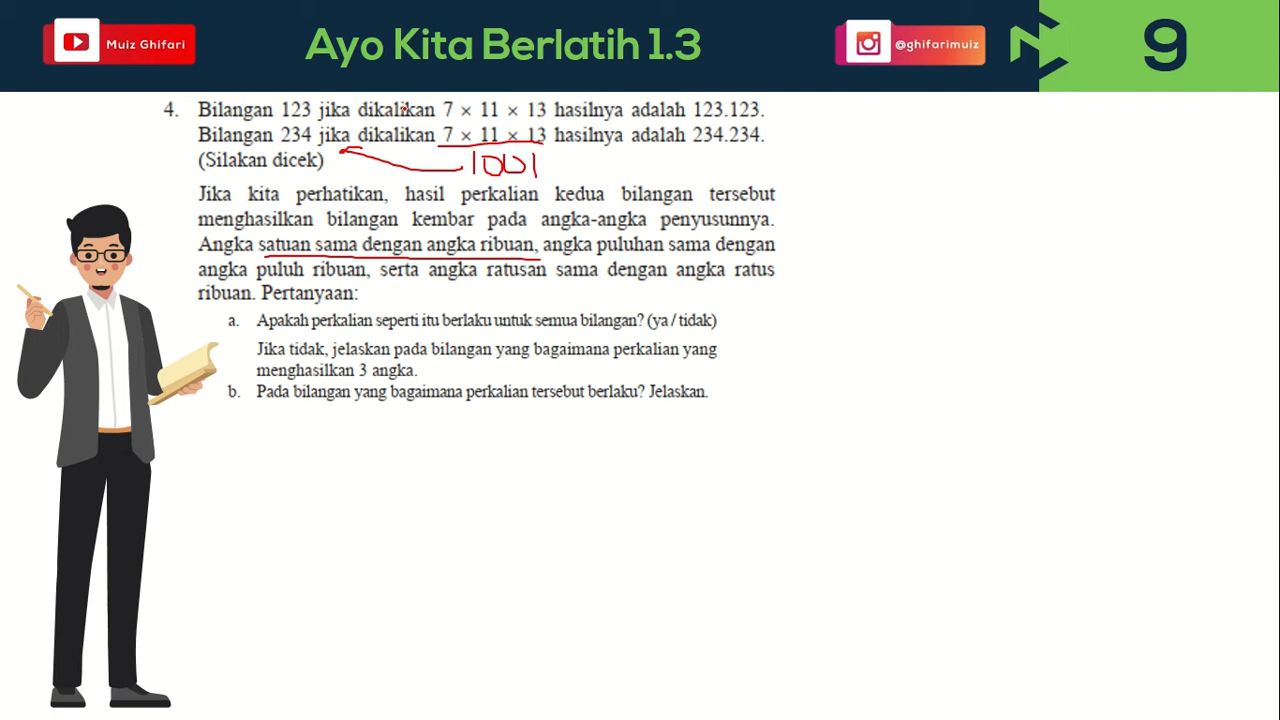 Muiz Ghifari
Ayo Kita Berlatih 1.3
@ghifarimuiz
9
4. Bilangan 123 jika dikalikan 7 × 11 × 13 hasilnya adalah 123.123.
Bilangan 234 jika dikalikan 7 × 11 × 13 hasilnya adalah 234.234.
(Silakan dicek)
1001
Jika kita perhatikan, hasil perkalian kedua bilangan tersebut
menghasilkan bilangan kembar pada angka-angka penyusunnya.
Angka satuan sama dengan angka ribuan, angka puluhan sama dengan
angka puluh ribuan, serta angka ratusan sama dengan angka ratus
ribuan. Pertanyaan:
a. Apakah perkalian seperti itu berlaku untuk semua bilangan? (ya / tidak)
Jika tidak, jelaskan pada bilangan yang bagaimana perkalian yang
menghasilkan 3 angka.
b. Pada bilangan yang bagaimana perkalian tersebut berlaku? Jelaskan.